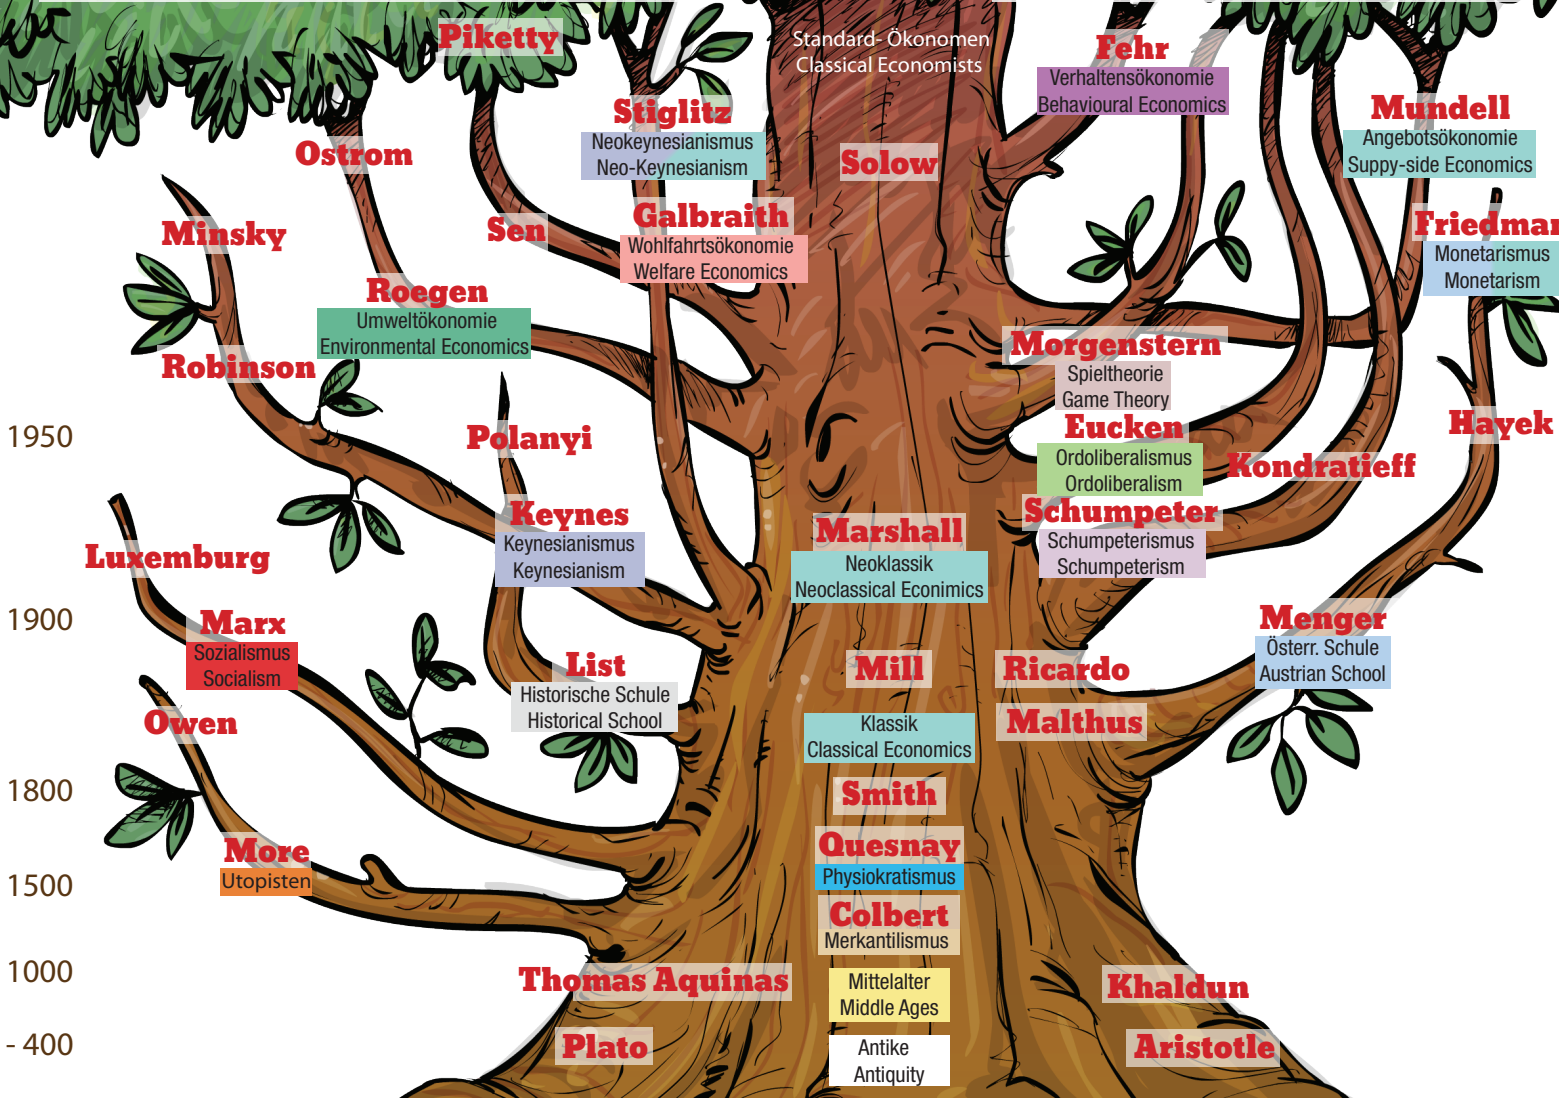 Piketty
Standard- Ökonomen
Classical Economists
Fehr
Verhaltensökonomie
Behavioural Economics
Stiglitz
Neokeynesianismus
Neo-Keynesianism
Mundell
Angebotsökonomie
Suppy-side Economics
Ostrom
Solow
Minsky
Sen
Galbraith
Wohlfahrtsökonomie
Welfare Economics
Friedman
Monetarismus
Monetarism
Roegen
Umweltökonomie
Environmental Economics
Robinson
Morgenstern
Spieltheorie
Game Theory
1950
Polanyi
Eucken
Ordoliberalismus
Ordoliberalism
Hayek
Kondratieff
Keynes
Keynesianismus
Keynesianism
Marshall
Neoklassik
Neoclassical Econimics
Schumpeter
Schumpeterismus
Schumpeterism
Luxemburg
1900
Marx
Sozialismus
Socialism
Menger
Österr. Schule
Austrian School
List
Historische Schule
Historical School
Mill
Ricardo
Owen
Klassik
Classical Economics
Malthus
1800
Smith
More
Utopisten
Quesnay
Physiokratismus
1500
Colbert
Merkantilismus
1000
Thomas Aquinas
Mittelalter
Middle Ages
Khaldun
- 400
Plato
Antike
Antiquity
Aristotle